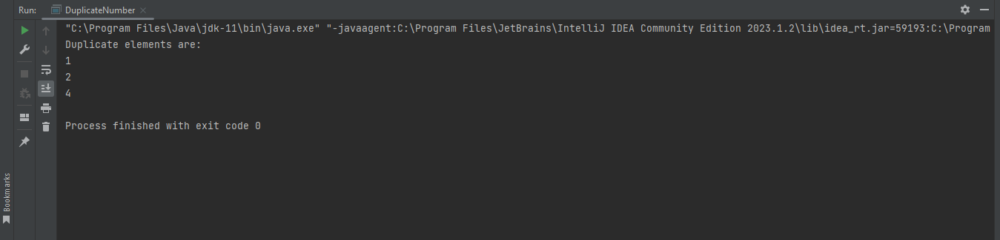 Run: DuplicateNumber
"C:\Program Files\Java\jdk-11\bin\java.exe" "-javaagent:C:\Program Files\JetBrains\IntelliJ IDEA Community Edition 2023.1.2\lib\idea_rt.jar=59193:C:\Program
Duplicate elements are:
1
2
4
Process finished with exit code 0
Bookmarks